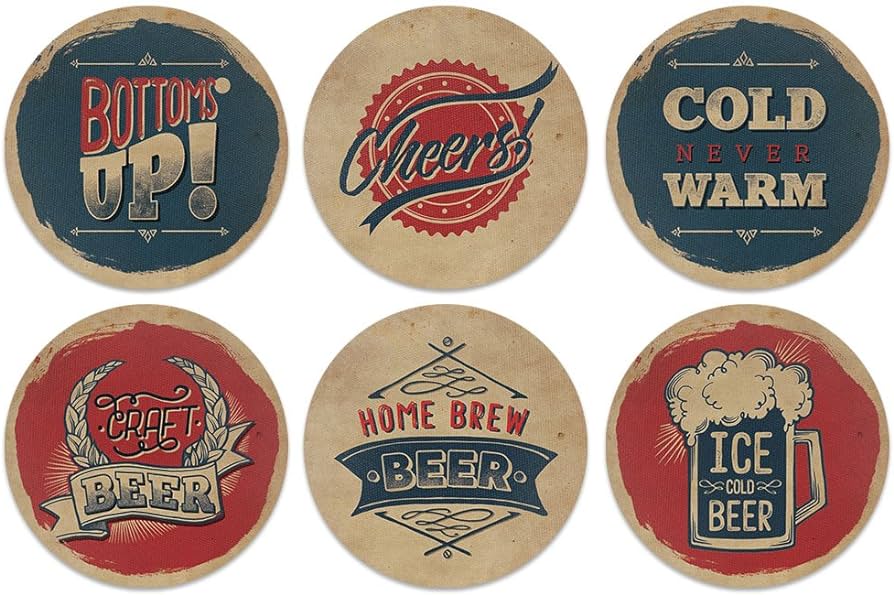 BOTTOMS
UP!
Cheers!
COLD
NEVER
WARM
CRAFT
BEER
HOME BREW
BEER
ICE
COLD
BEER